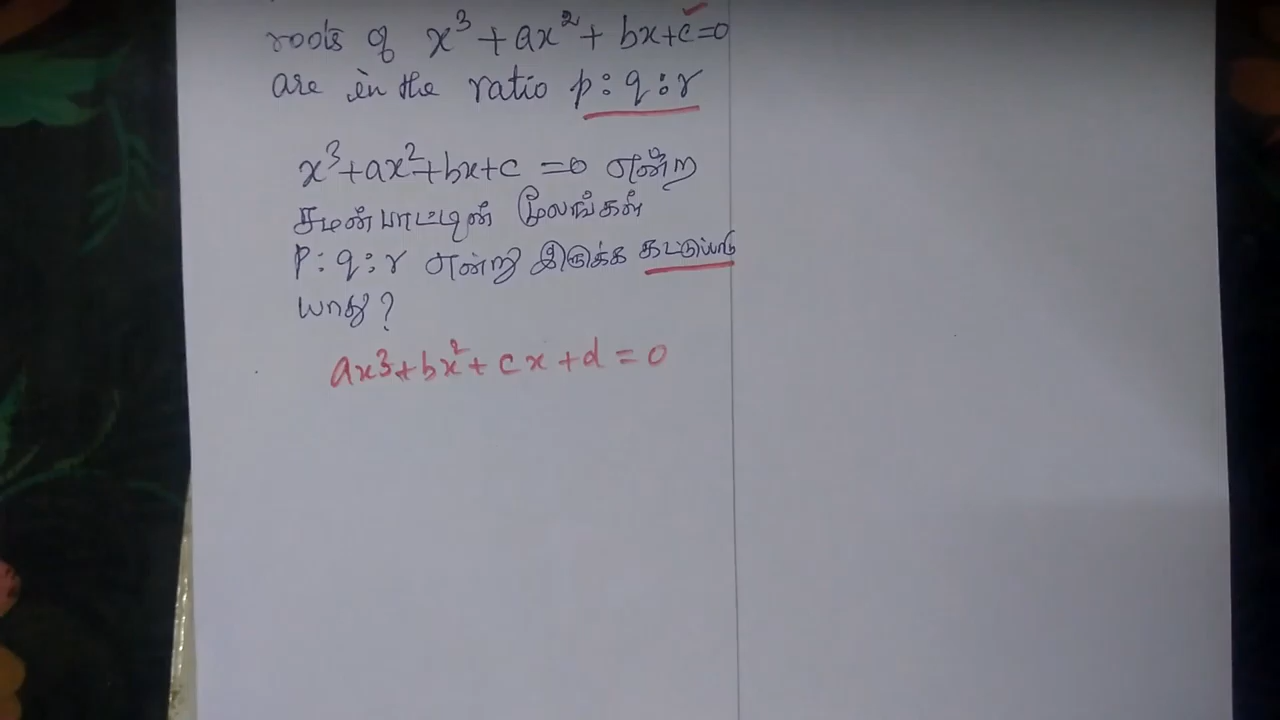 roots of x³ + ax² + bx + c = 0
are in the ratio p : q : r
x³ + ax² + bx + c = 0 என்ற
சமன்பாட்டின் மூலங்கள்
p : q : r என்று இருக்க கட்டுப்பாடு
யாது?
ax³ + bx² + cx + d = 0